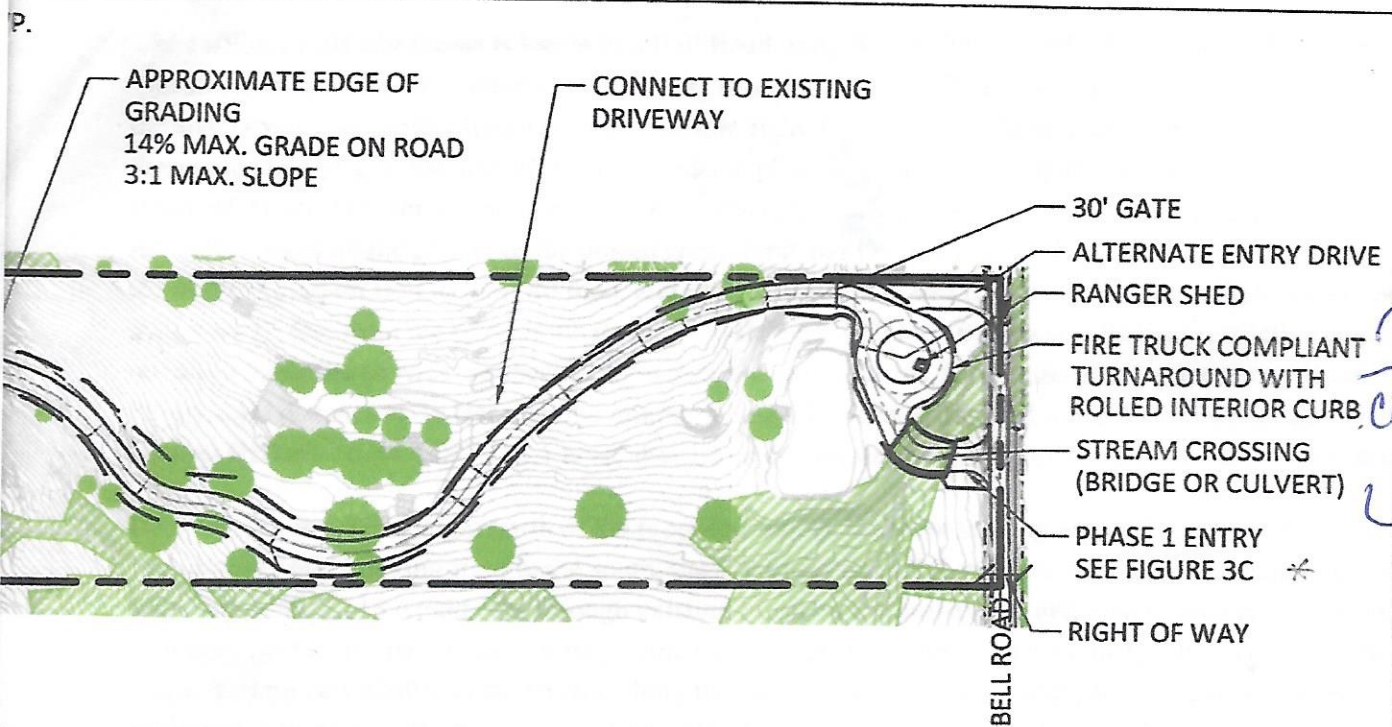 P.
APPROXIMATE EDGE OF
GRADING
14% MAX. GRADE ON ROAD
3:1 MAX. SLOPE
CONNECT TO EXISTING
DRIVEWAY
30' GATE
ALTERNATE ENTRY DRIVE
RANGER SHED
FIRE TRUCK COMPLIANT
TURNAROUND WITH
ROLLED INTERIOR CURB
STREAM CROSSING
(BRIDGE OR CULVERT)
PHASE 1 ENTRY
SEE FIGURE 3C *
RIGHT OF WAY
BELL ROAD